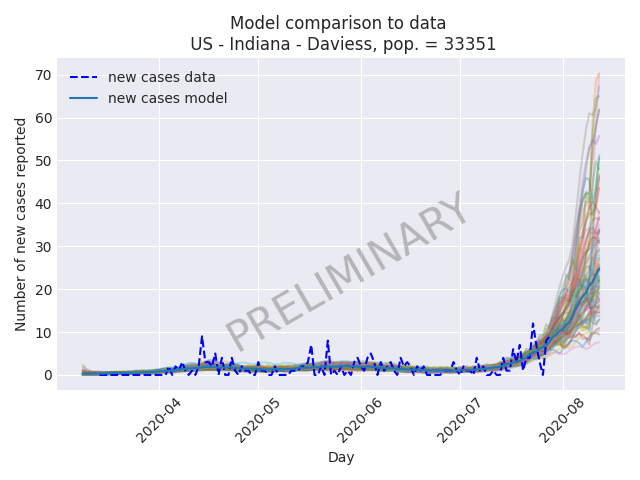 Model comparison to data
US - Indiana - Daviess, pop. = 33351
new cases data
new cases model
Number of new cases reported
70
60
50
40
30
20
10
0
PRELIMINARY
2020-04
2020-05
2020-06
2020-07
2020-08
Day